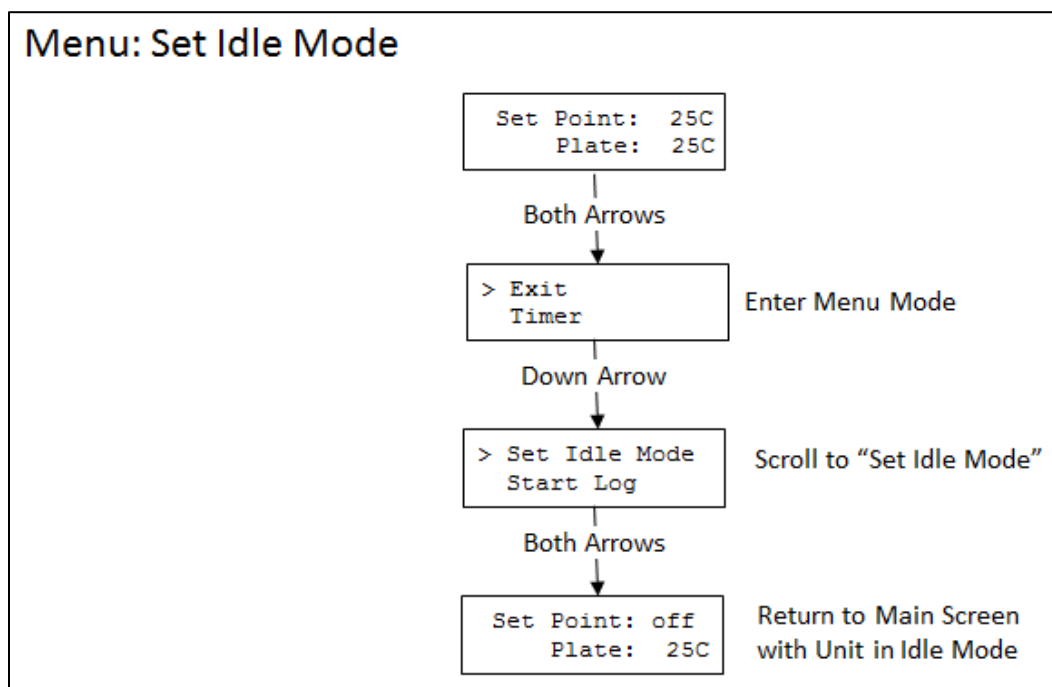 Menu: Set Idle Mode
Set Point: 25C
Plate: 25C
Both Arrows
> Exit
Timer
Enter Menu Mode
Down Arrow
> Set Idle Mode
Start Log
Scroll to “Set Idle Mode”
Both Arrows
Set Point: off
Plate: 25C
Return to Main Screen
with Unit in Idle Mode